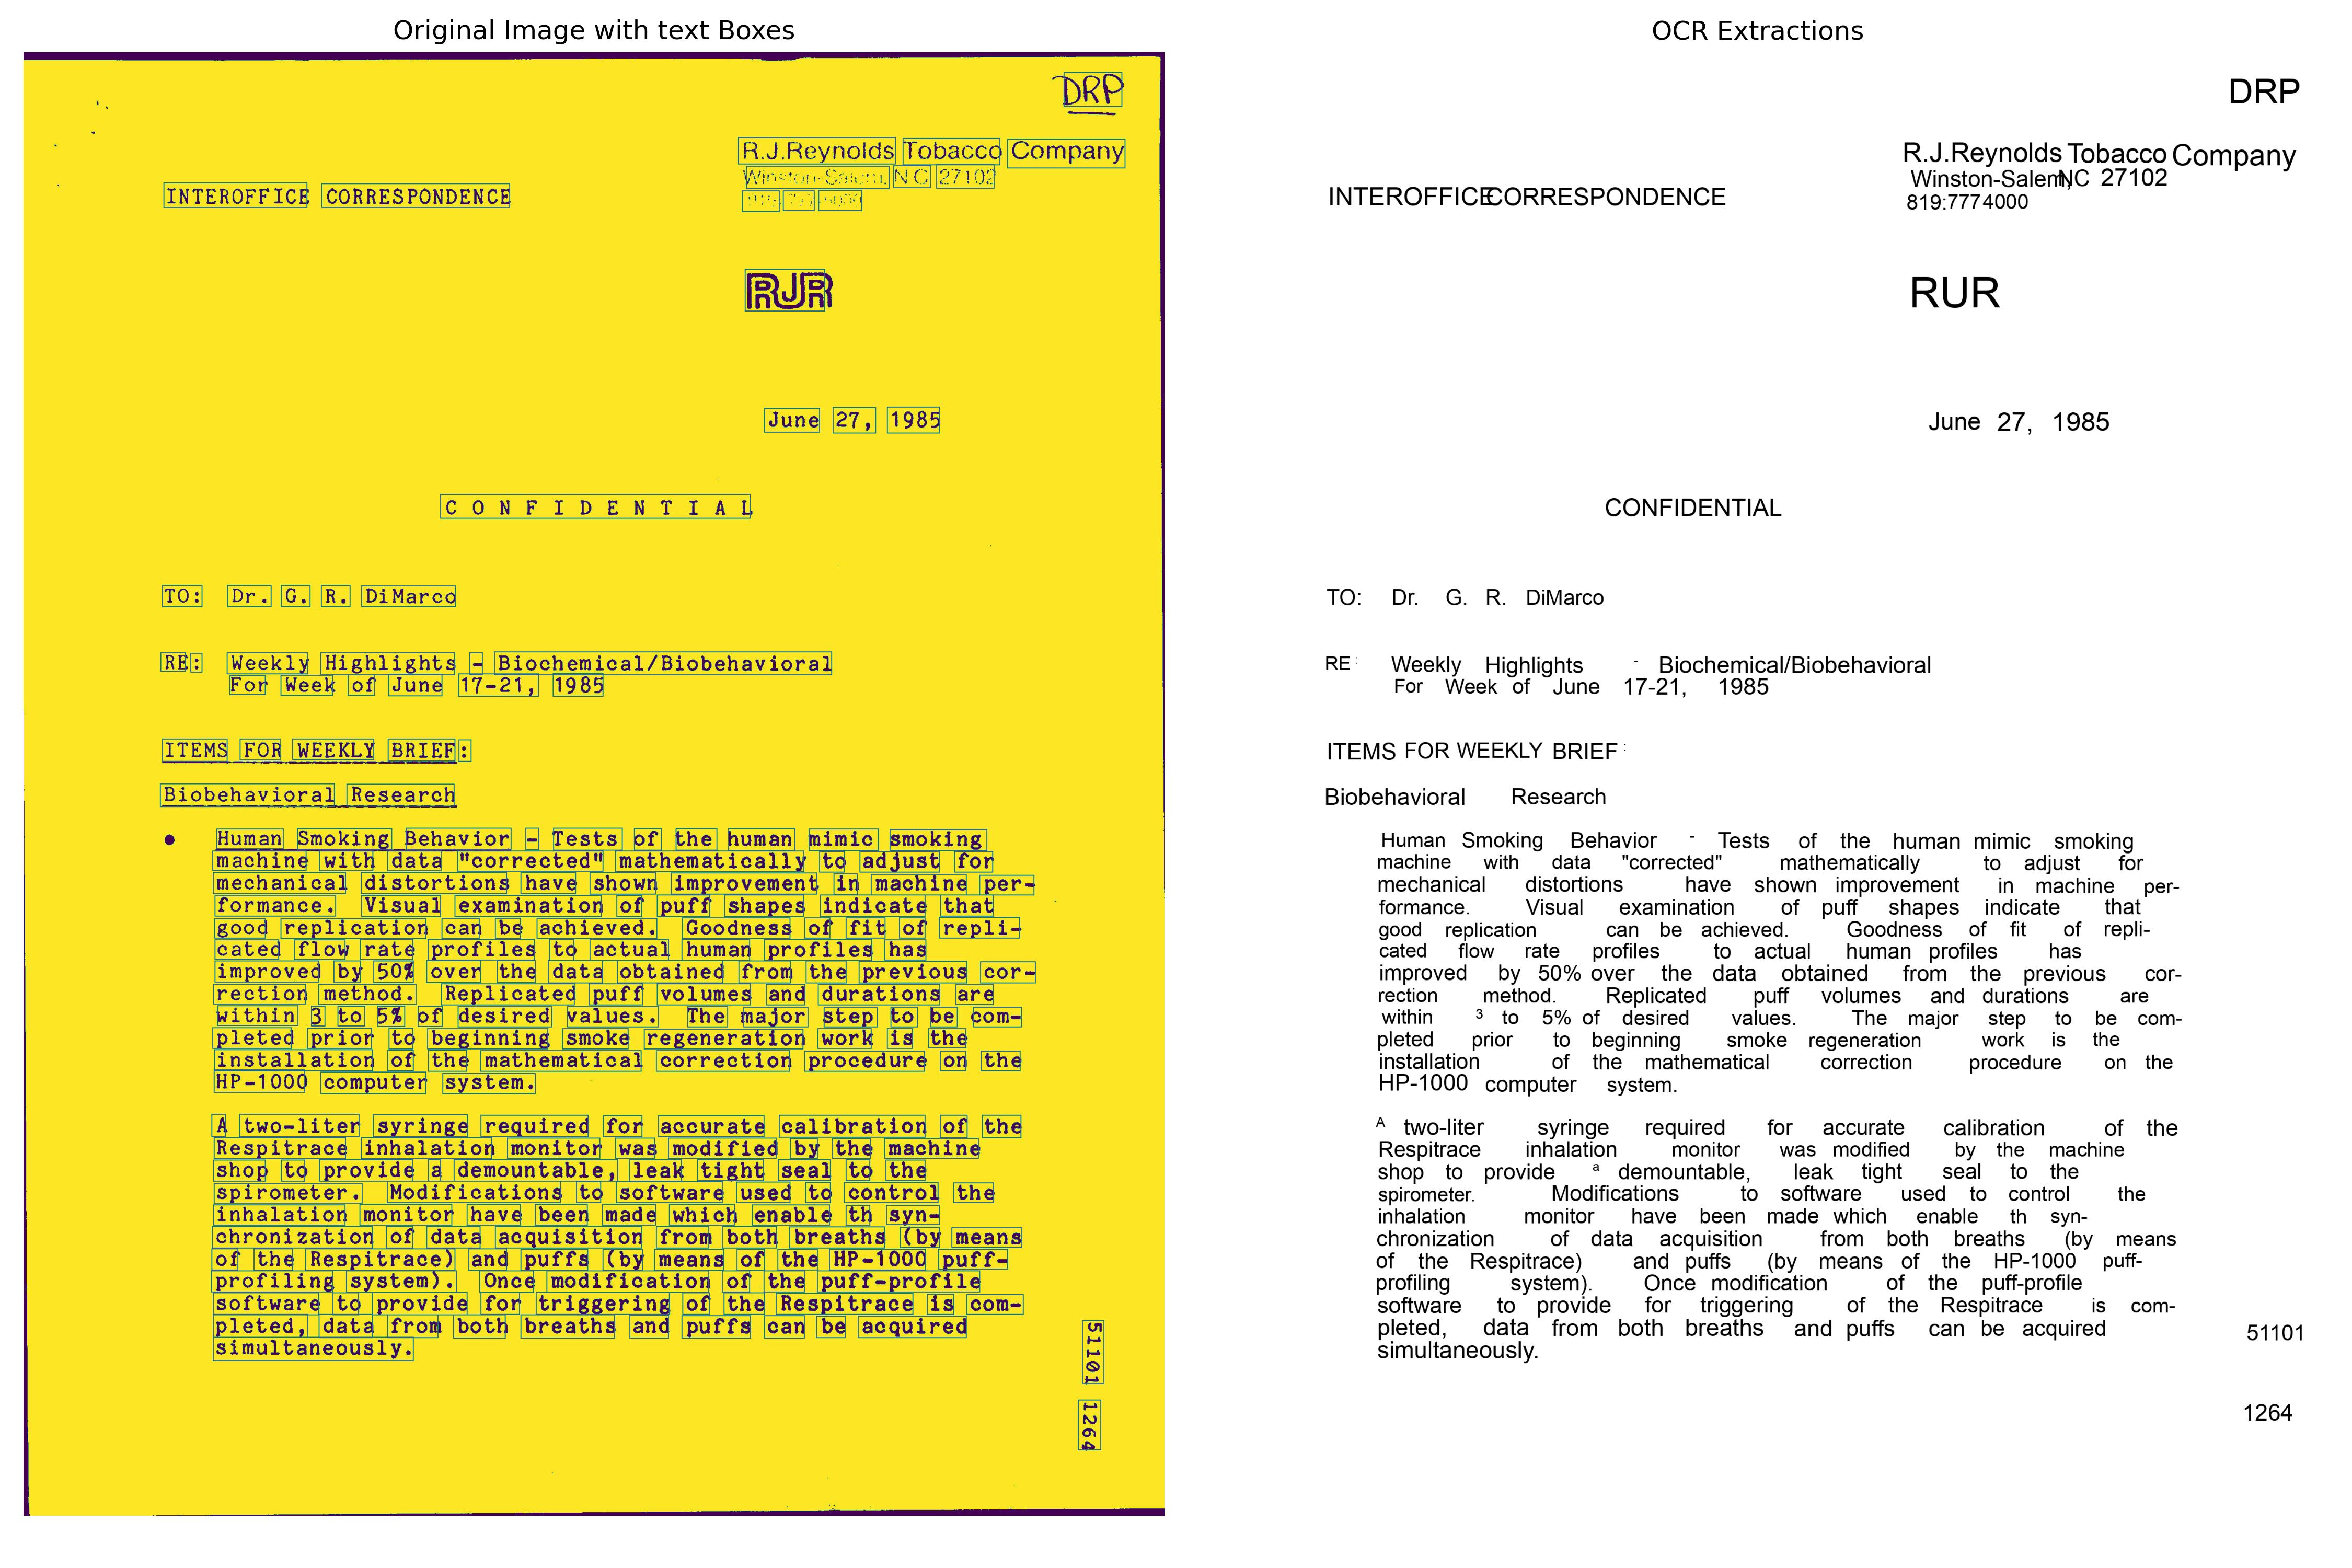 Original Image with text Boxes
DRP
R.J.Reynolds Tobacco Company
Winston-Salem, NC 27102
INTEROFFICE CORRESPONDENCE
RJR
June 27, 1985
C O N F I D E N T I A L
TO: Dr. G. R. DiMarco
RE: Weekly Highlights - Biochemical/Biobehavioral
For Week of June 17-21, 1985
ITEMS FOR WEEKLY BRIEF:
Biobehavioral Research
● Human Smoking Behavior - Tests of the human mimic smoking
machine with data "corrected" mathematically to adjust for
mechanical distortions have shown improvement in machine per-
formance. Visual examination of puff shapes indicate that
good replication can be achieved. Goodness of fit of repli-
cated flow rate profiles to actual human profiles has
improved by 50% over the data obtained from the previous cor-
rection method. Replicated puff volumes and durations are
within 3 to 5% of desired values. The major step to be com-
pleted prior to beginning smoke regeneration work is the
installation of the mathematical correction procedure on the
HP-1000 computer system.
A two-liter syringe required for accurate calibration of the
Respitrace inhalation monitor was modified by the machine
shop to provide a demountable, leak tight seal to the
spirometer. Modifications to software used to control the
inhalation monitor have been made which enable th syn-
chronization of data acquisition from both breaths (by means
of the Respitrace) and puffs (by means of the HP-1000 puff-
profiling system). Once modification of the puff-profile
software to provide for triggering of the Respitrace is com-
pleted, data from both breaths and puffs can be acquired
simultaneously.
51101 1264
OCR Extractions
DRP
R.J.Reynolds Tobacco Company
Winston-Salem, NC 27102
819:7774000
INTEROFFICE CORRESPONDENCE
RUR
June 27, 1985
CONFIDENTIAL
TO: Dr. G. R. DiMarco
RE : Weekly Highlights - Biochemical/Biobehavioral
For Week of June 17-21, 1985
ITEMS FOR WEEKLY BRIEF :
Biobehavioral Research
Human Smoking Behavior - Tests of the human mimic smoking
machine with data "corrected" mathematically to adjust for
mechanical distortions have shown improvement in machine per-
formance. Visual examination of puff shapes indicate that
good replication can be achieved. Goodness of fit of repli-
cated flow rate profiles to actual human profiles has
improved by 50% over the data obtained from the previous cor-
rection method. Replicated puff volumes and durations are
within 3 to 5% of desired values. The major step to be com-
pleted prior to beginning smoke regeneration work is the
installation of the mathematical correction procedure on the
HP-1000 computer system.
A two-liter syringe required for accurate calibration of the
Respitrace inhalation monitor was modified by the machine
shop to provide a demountable, leak tight seal to the
spirometer. Modifications to software used to control the
inhalation monitor have been made which enable th syn-
chronization of data acquisition from both breaths (by means
of the Respitrace) and puffs (by means of the HP-1000 puff-
profiling system). Once modification of the puff-profile
software to provide for triggering of the Respitrace is com-
pleted, data from both breaths and puffs can be acquired
simultaneously.
51101
1264